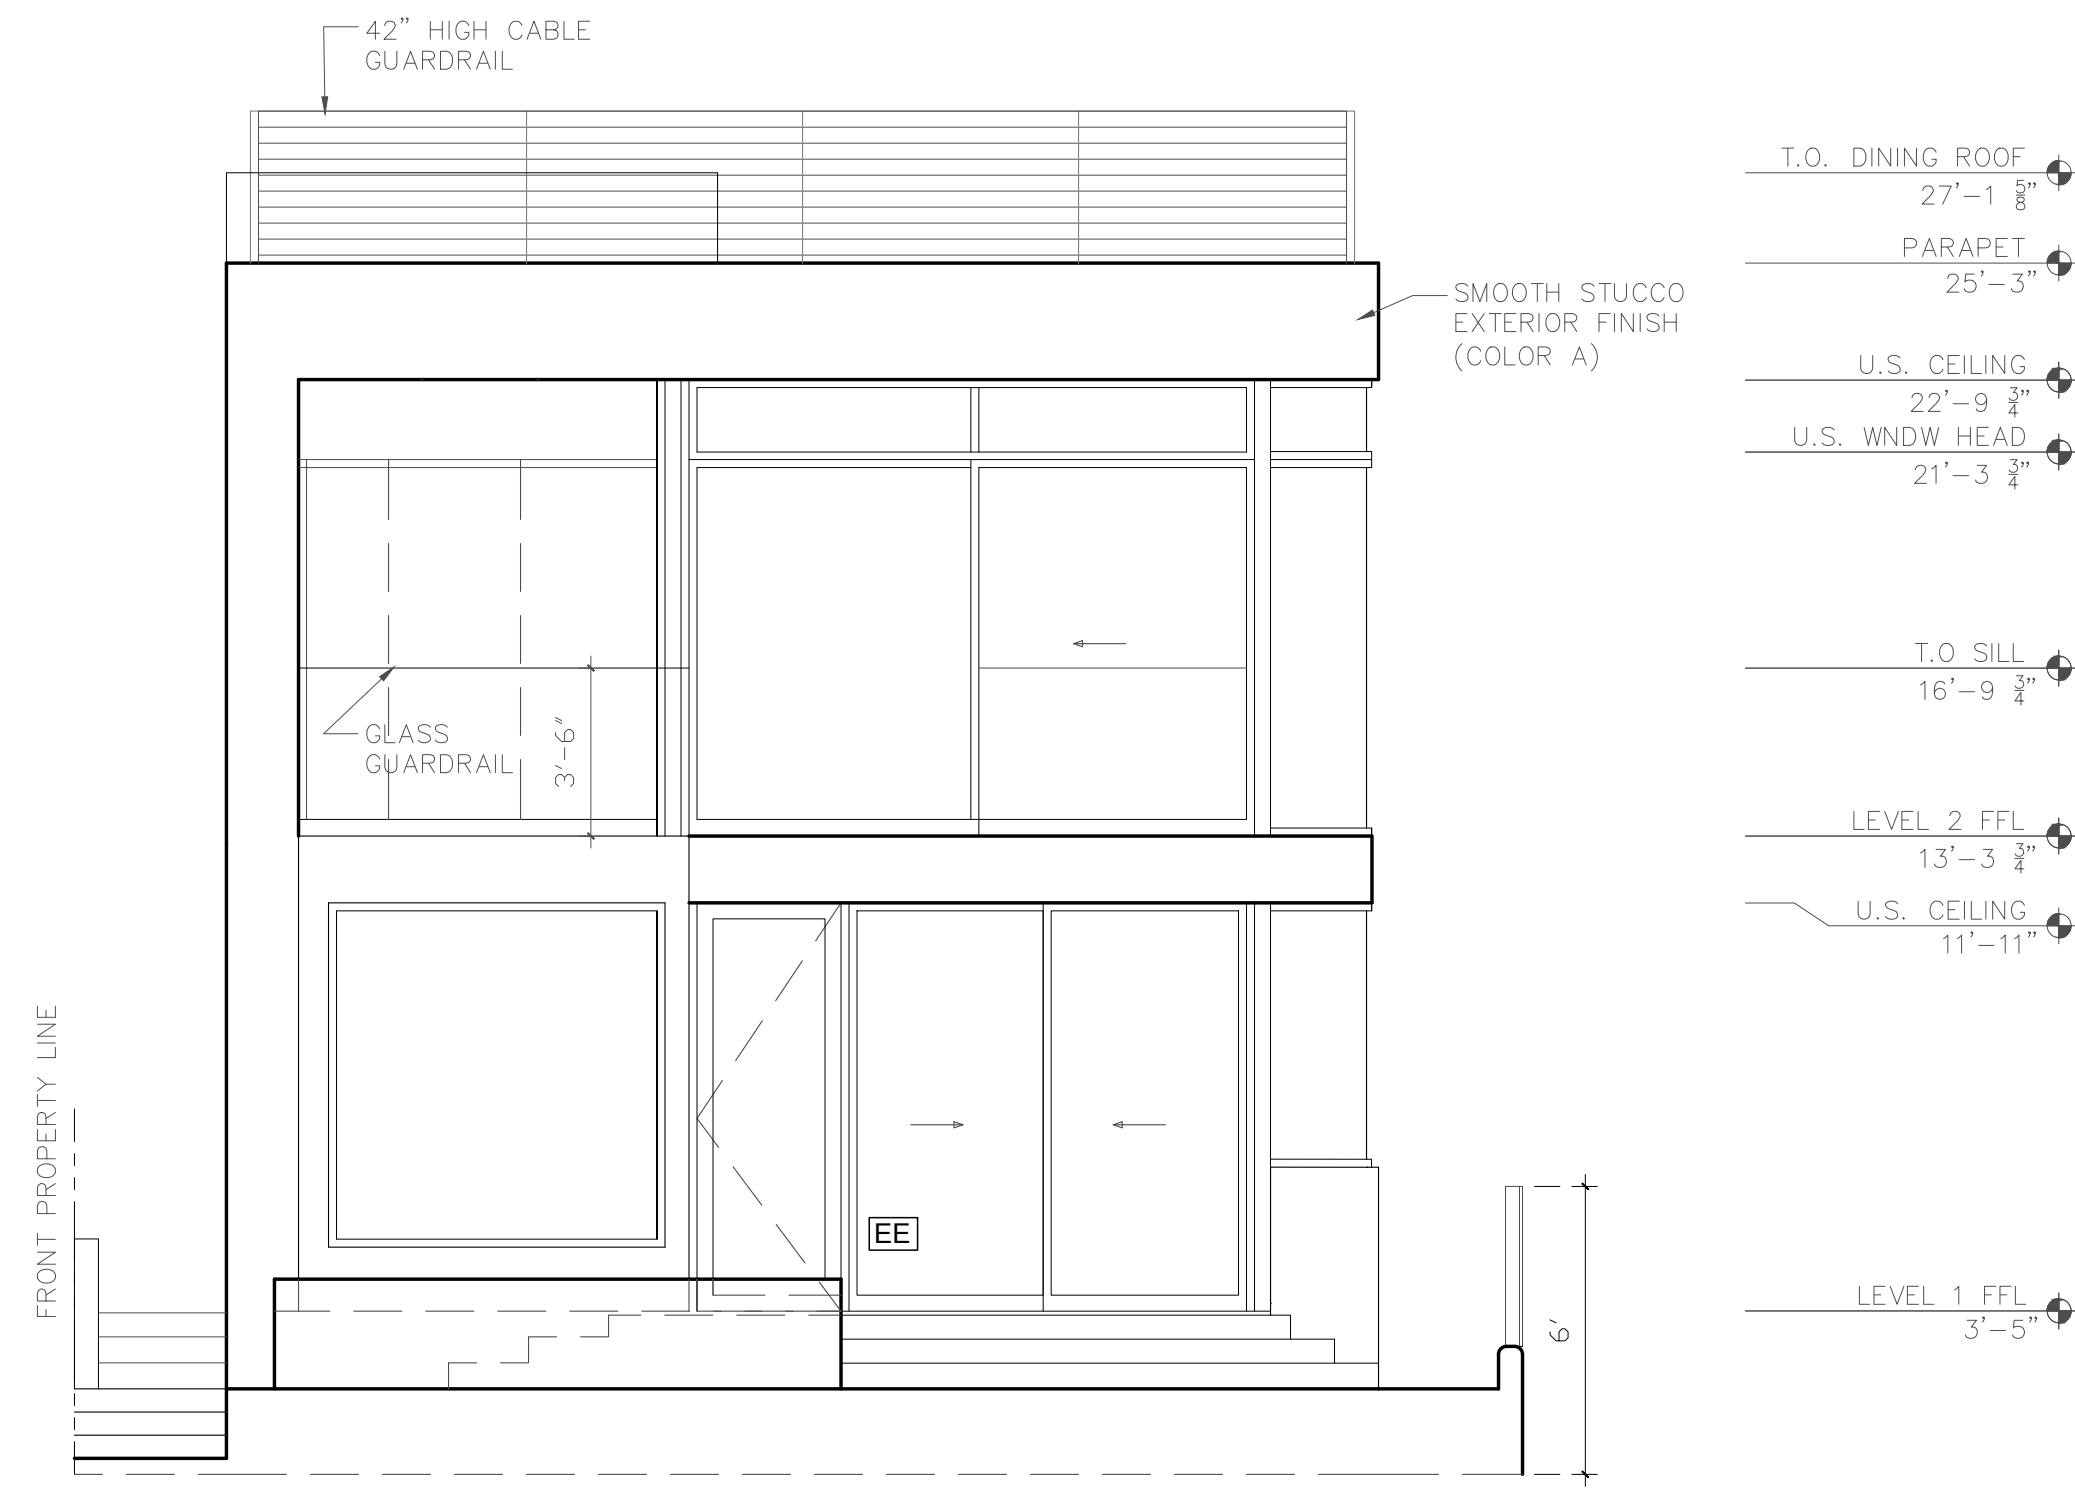 42” HIGH CABLE
GUARDRAIL
T.O. DINING ROOF
27’-1 5/8”
PARAPET
25’-3”
SMOOTH STUCCO
EXTERIOR FINISH
(COLOR A)
U.S. CEILING
22’-9 3/4”
U.S. WNDW HEAD
21’-3 3/4”
T.O SILL
16’-9 3/4”
GLASS
GUARDRAIL
3’-6”
LEVEL 2 FFL
13’-3 3/4”
U.S. CEILING
11’-11”
FRONT PROPERTY LINE
EE
LEVEL 1 FFL
3’-5”
6’